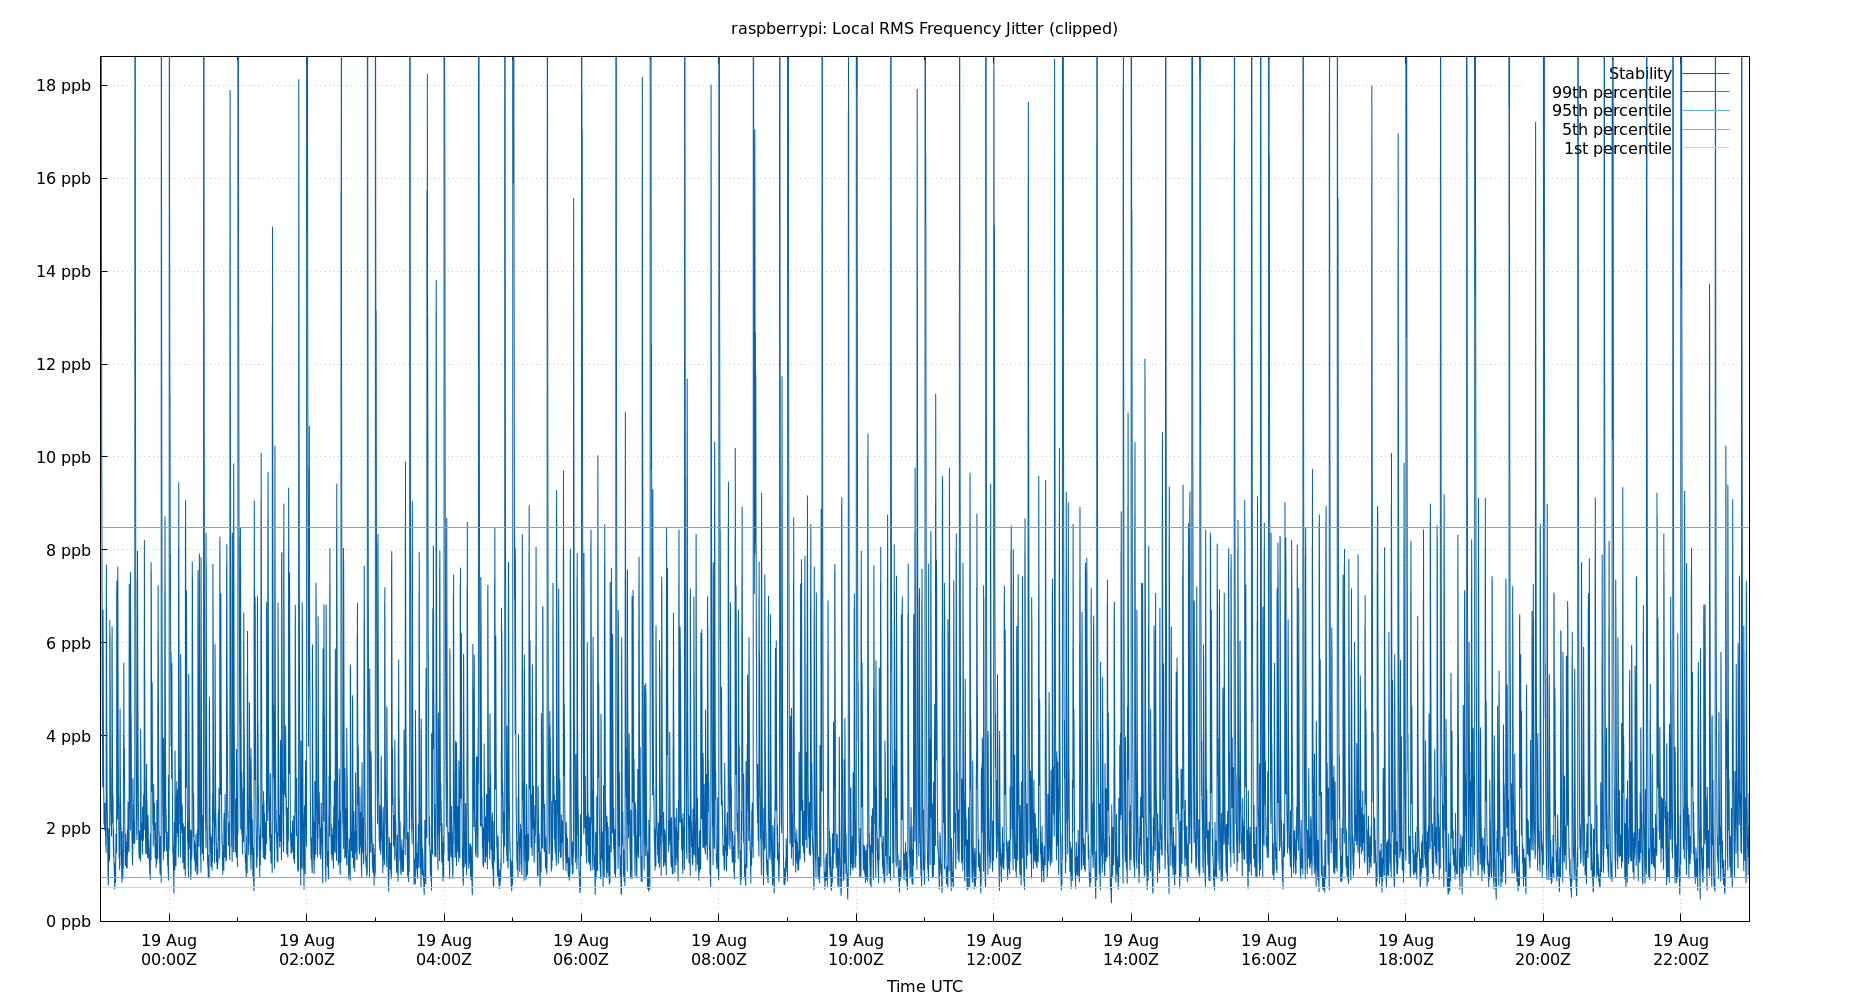 raspberrypi: Local RMS Frequency Jitter (clipped)
Stability
99th percentile
95th percentile
5th percentile
1st percentile
18 ppb
16 ppb
14 ppb
12 ppb
10 ppb
8 ppb
6 ppb
4 ppb
2 ppb
0 ppb
19 Aug 19 Aug 19 Aug 19 Aug 19 Aug 19 Aug 19 Aug 19 Aug 19 Aug 19 Aug 19 Aug 19 Aug
00:00Z 02:00Z 04:00Z 06:00Z 08:00Z 10:00Z 12:00Z 14:00Z 16:00Z 18:00Z 20:00Z 22:00Z
Time UTC